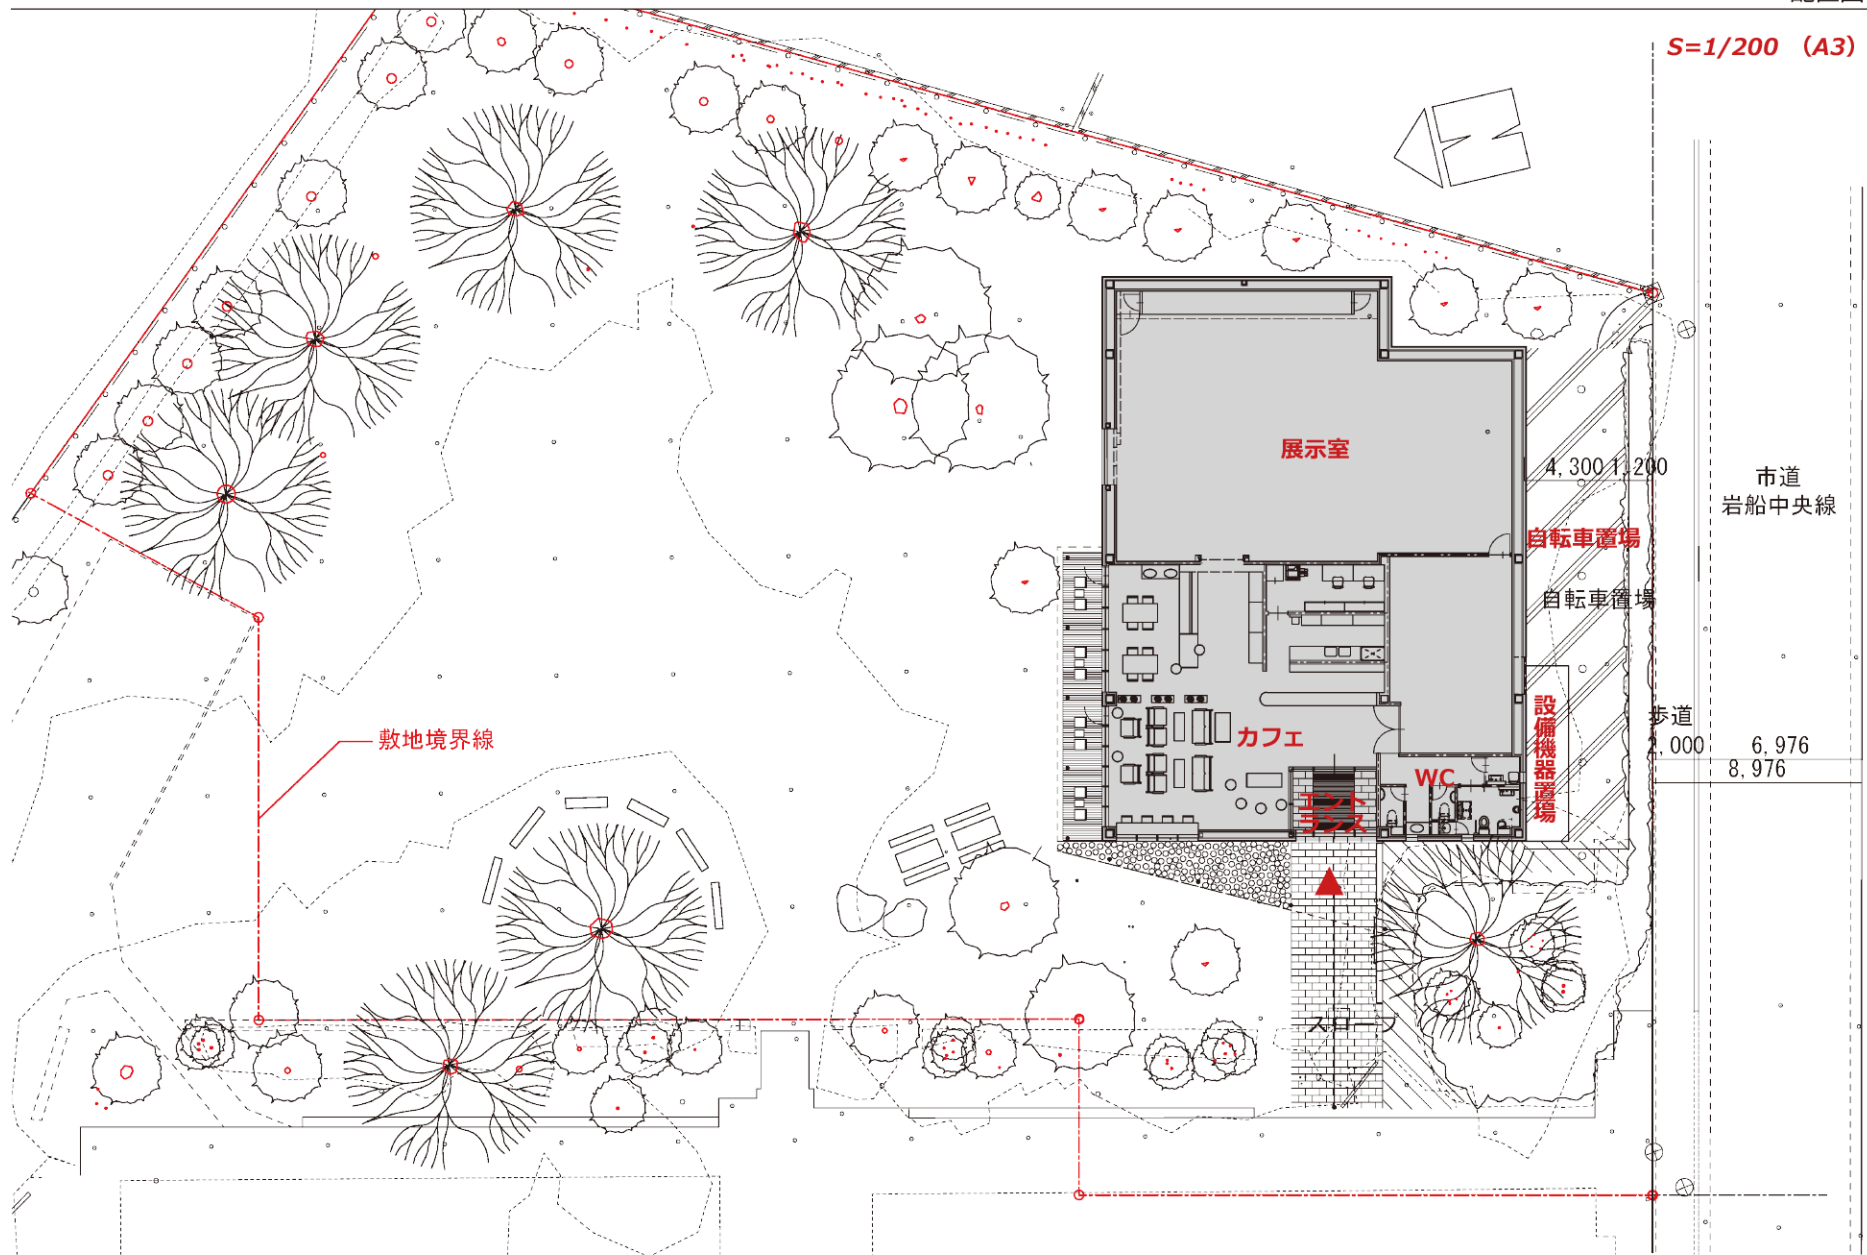 S=1/200 （A3）
展示室
4,300 1,200
市道
岩船中央線
自転車置場
自転車置場
敷地境界線
カフェ
設備機器置場
歩道
2,000
6,976
8,976
WC
エント
ランス
スロープ